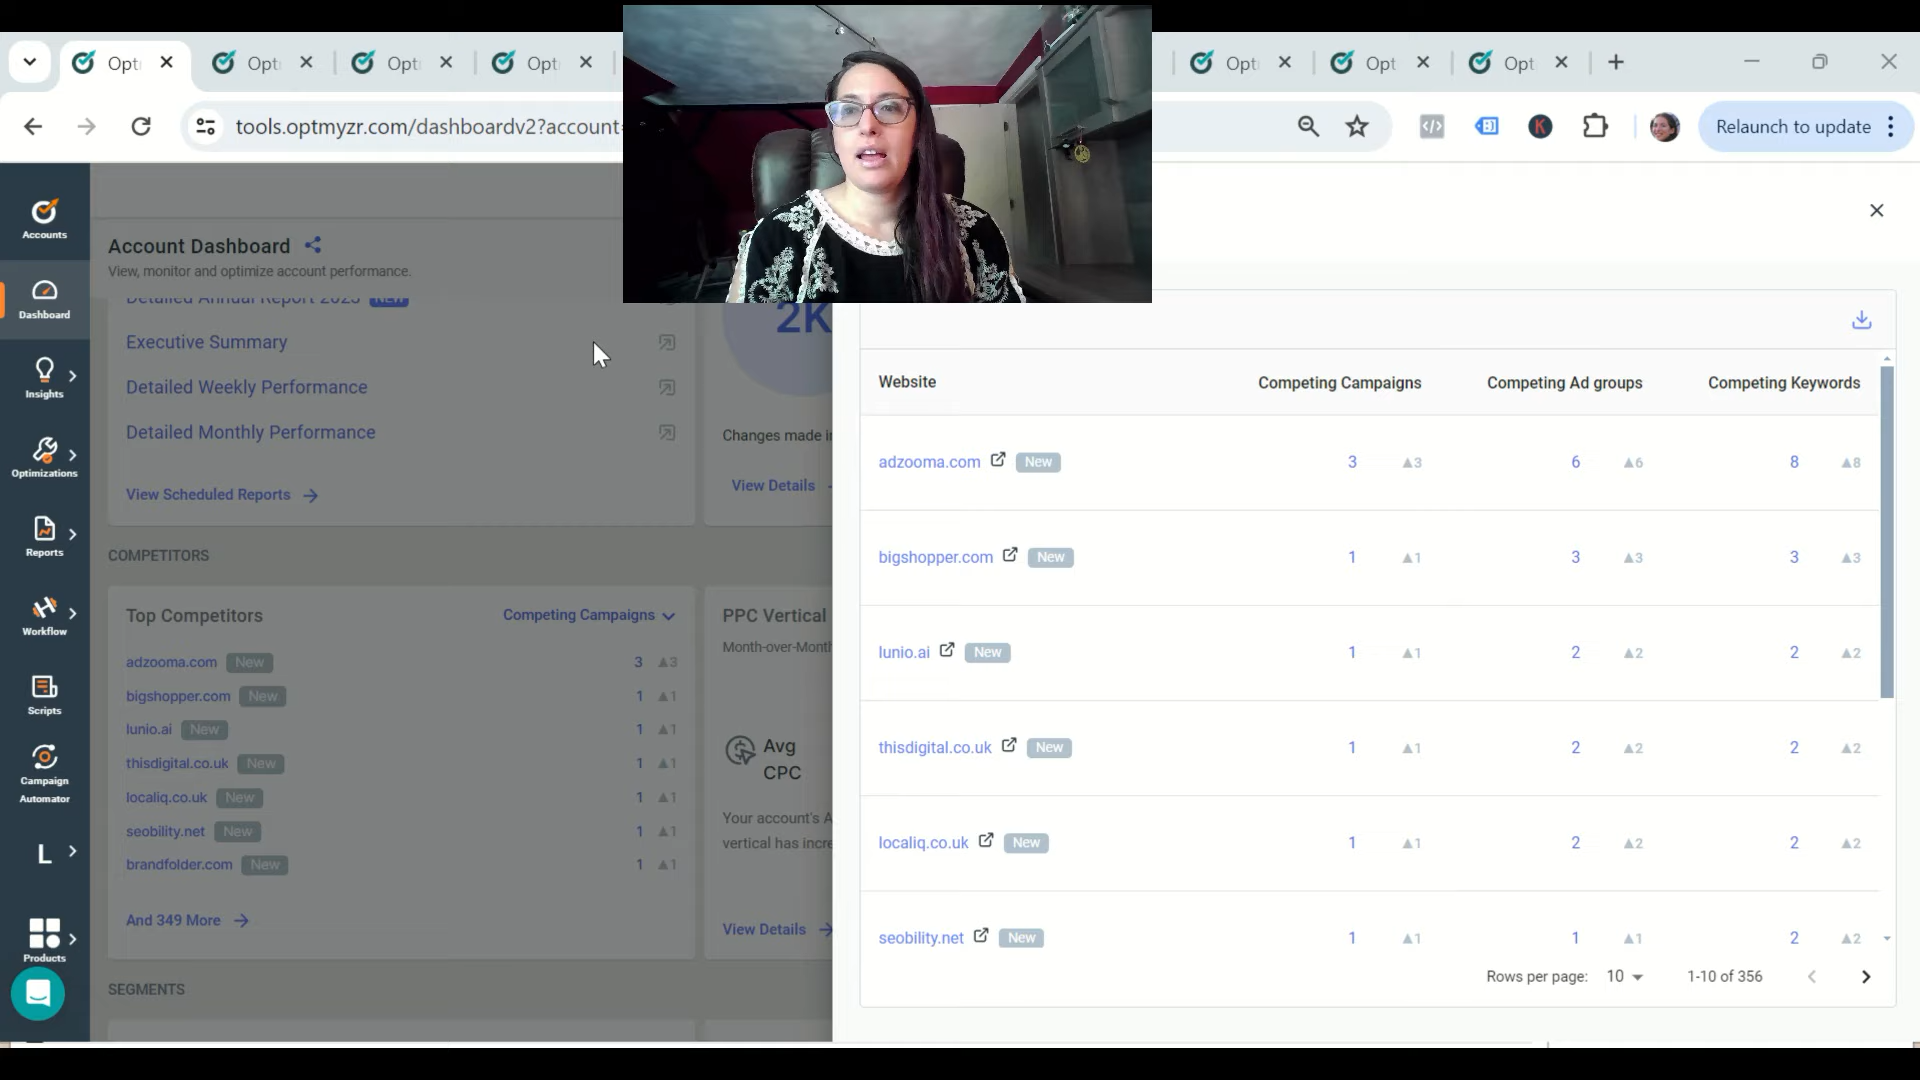 Opt
Opt
Opt
Opt
Opt
Opt
Opt
tools.optmyzr.com/dashboardv2?account=
Relaunch to update
Accounts
Dashboard
Insights
Optimizations
Reports
Workflow
Scripts
Campaign
Automator
L
Products
Account Dashboard
View, monitor and optimize account performance.
Detailed Annual Report 2023 NEW
Executive Summary
Detailed Weekly Performance
Detailed Monthly Performance
View Scheduled Reports
2K
Changes made in
View Details
COMPETITORS
Top Competitors Competing Campaigns
adzooma.com New 3 ▲3
bigshopper.com New 1 ▲1
lunio.ai New 1 ▲1
thisdigital.co.uk New 1 ▲1
localiq.co.uk New 1 ▲1
seobility.net New 1 ▲1
brandfolder.com New 1 ▲1
And 349 More
PPC Vertical
Month-over-Month
Avg
CPC
Your account's A
vertical has incre
View Details
SEGMENTS
Website Competing Campaigns Competing Ad groups Competing Keywords
adzooma.com New 3 ▲3 6 ▲6 8 ▲8
bigshopper.com New 1 ▲1 3 ▲3 3 ▲3
lunio.ai New 1 ▲1 2 ▲2 2 ▲2
thisdigital.co.uk New 1 ▲1 2 ▲2 2 ▲2
localiq.co.uk New 1 ▲1 2 ▲2 2 ▲2
seobility.net New 1 ▲1 1 ▲1 2 ▲2
Rows per page: 10 1-10 of 356